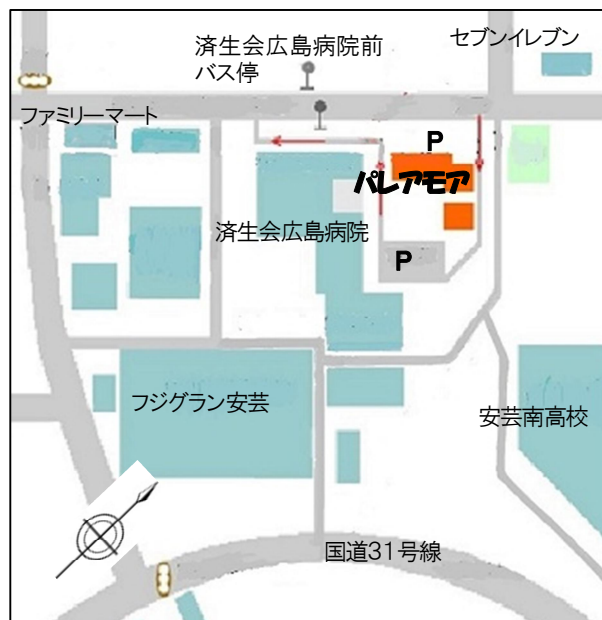 セブンイレブン
済生会広島病院前
バス停
ファミリーマート
P
パレアモア
済生会広島病院
P
フジグラン安芸
安芸南高校
国道31号線